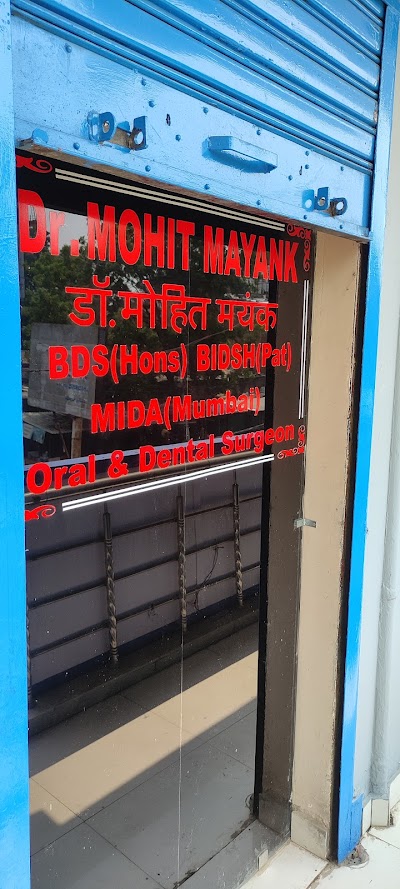 Dr. MOHIT MAYANK
डॉ. मोहित मयंक
BDS(Hons) BIDSH(Pat)
MIDA(Mumbai)
Oral & Dental Surgeon